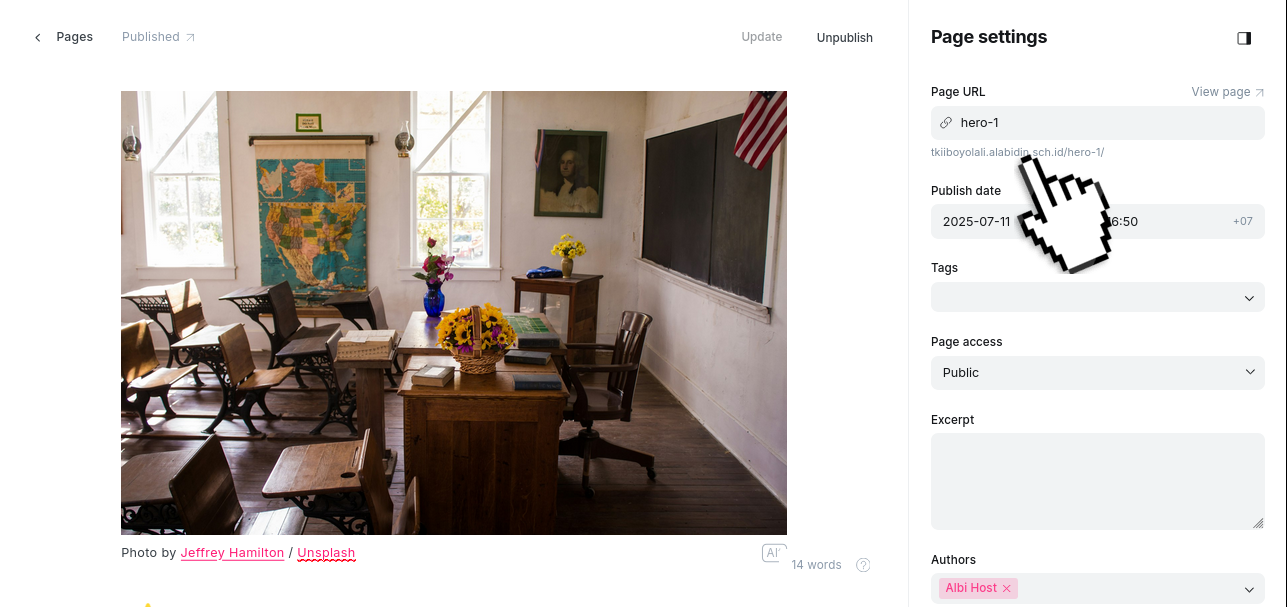 Pages
Published
Update
Unpublish
Page settings
Page URL
View page
hero-1
tkiiboyolali.alabidin.sch.id/hero-1/
Publish date
2025-07-11
6:50
+07
Tags
Page access
Public
Excerpt
Photo by Jeffrey Hamilton / Unsplash
14 words
?
Authors
Albi Host